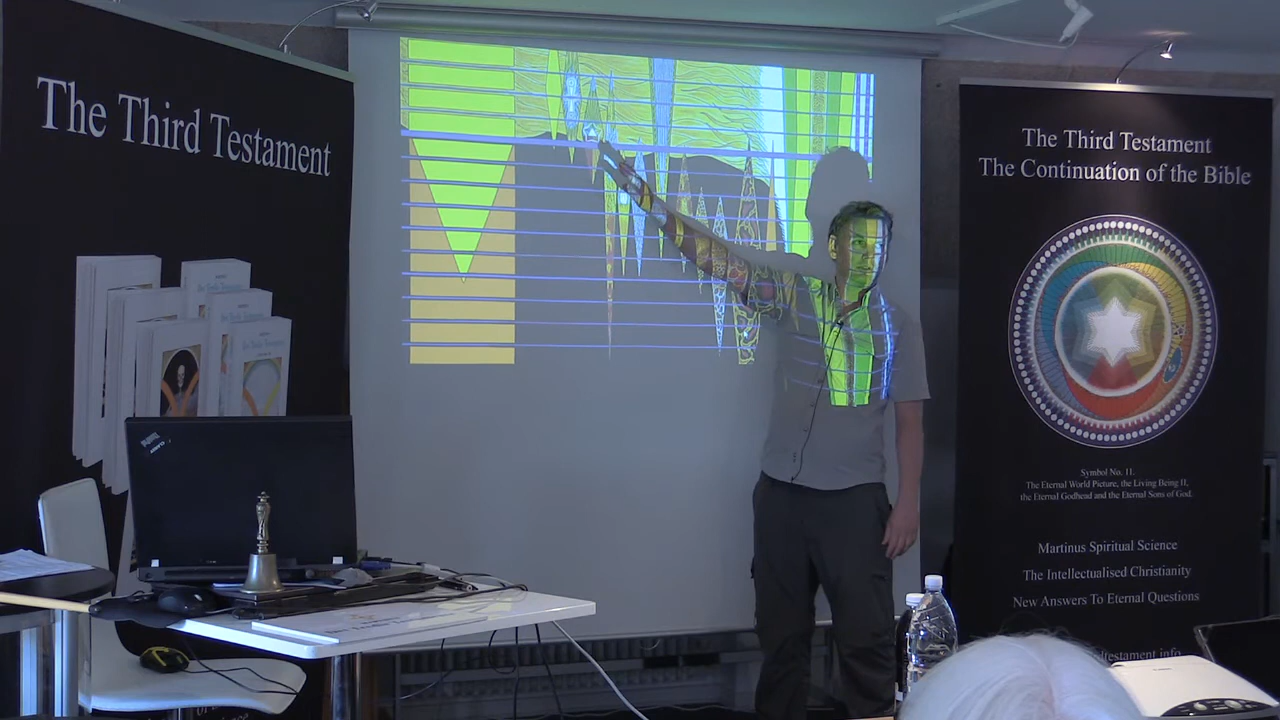 The Third Testament
The Third Testament
The Continuation of the Bible
Symbol No. 11.
The Eternal World Picture, the Living Being II,
the Eternal Godhead and the Eternal Sons of God.
Martinus Spiritual Science
The Intellectualised Christianity
New Answers To Eternal Questions